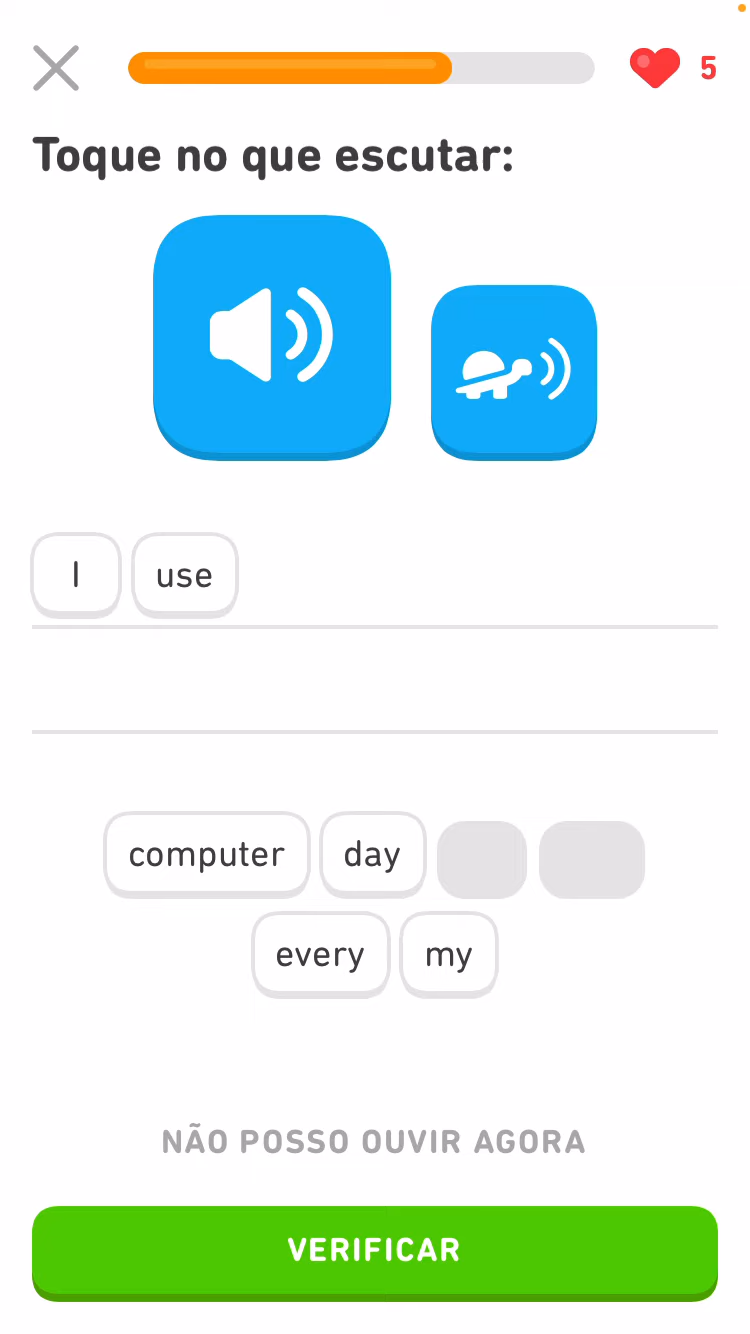 5
Toque no que escutar:
I use
computer day
every my
NÃO POSSO OUVIR AGORA
VERIFICAR